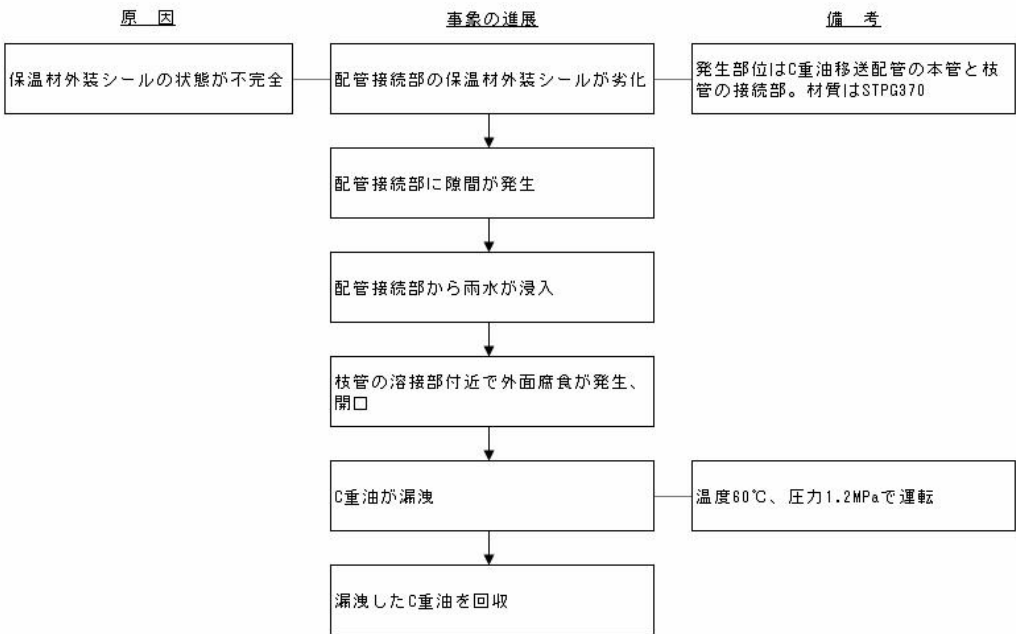 原　因
事象の進展
備　考
保温材外装シールの状態が不完全
配管接続部の保温材外装シールが劣化
発生部位はC重油移送配管の本管と枝
管の接続部。材質はSTPG370
配管接続部に隙間が発生
配管接続部から雨水が浸入
枝管の溶接部付近で外面腐食が発生、
開口
C重油が漏洩
温度60℃、圧力1.2MPaで運転
漏洩したC重油を回収